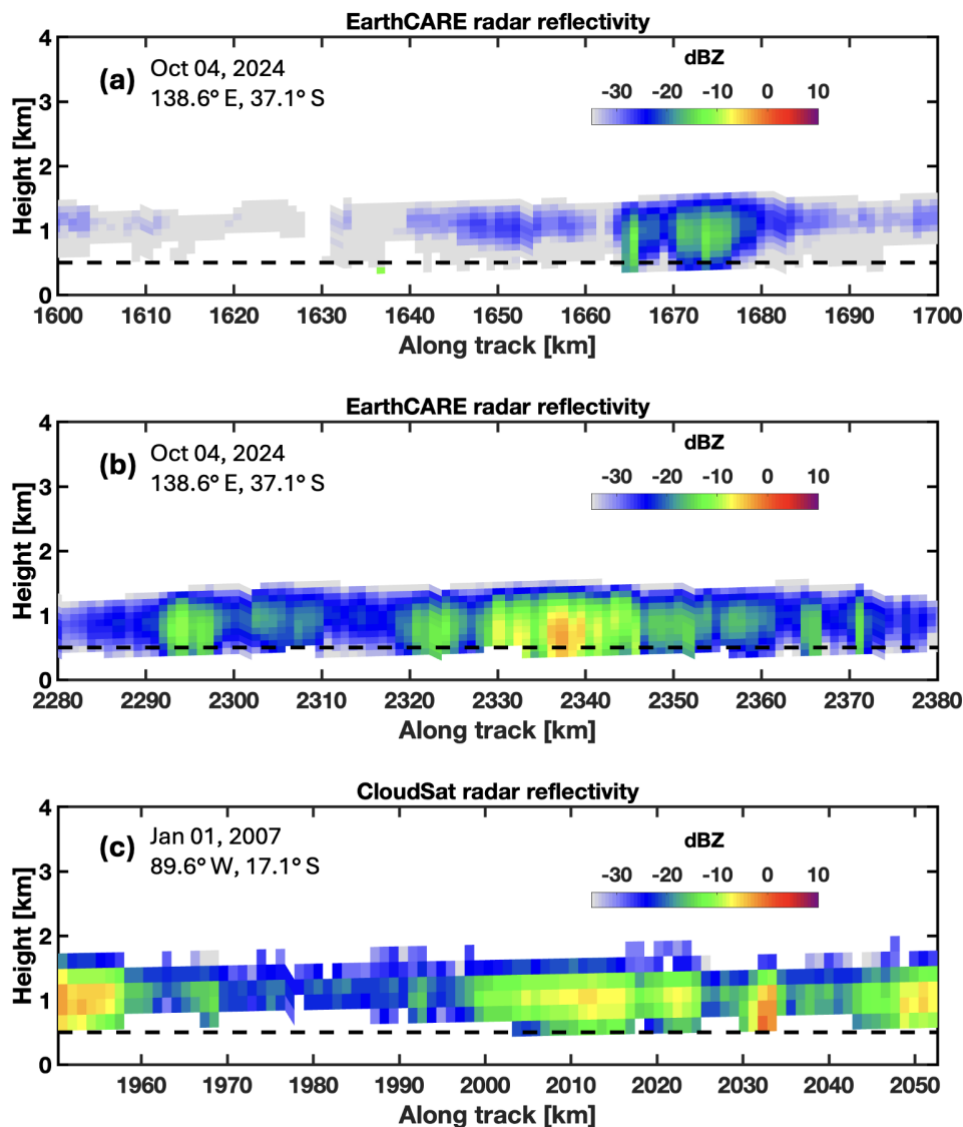 EarthCARE radar reflectivity
4
3
2
1
0
Height [km]
(a)
Oct 04, 2024
138.6° E, 37.1° S
dBZ
-30 -20 -10 0 10
1600 1610 1620 1630 1640 1650 1660 1670 1680 1690 1700
Along track [km]
EarthCARE radar reflectivity
4
3
2
1
0
Height [km]
(b)
Oct 04, 2024
138.6° E, 37.1° S
dBZ
-30 -20 -10 0 10
2280 2290 2300 2310 2320 2330 2340 2350 2360 2370 2380
Along track [km]
CloudSat radar reflectivity
4
3
2
1
0
Height [km]
(c)
Jan 01, 2007
89.6° W, 17.1° S
dBZ
-30 -20 -10 0 10
1960 1970 1980 1990 2000 2010 2020 2030 2040 2050
Along track [km]